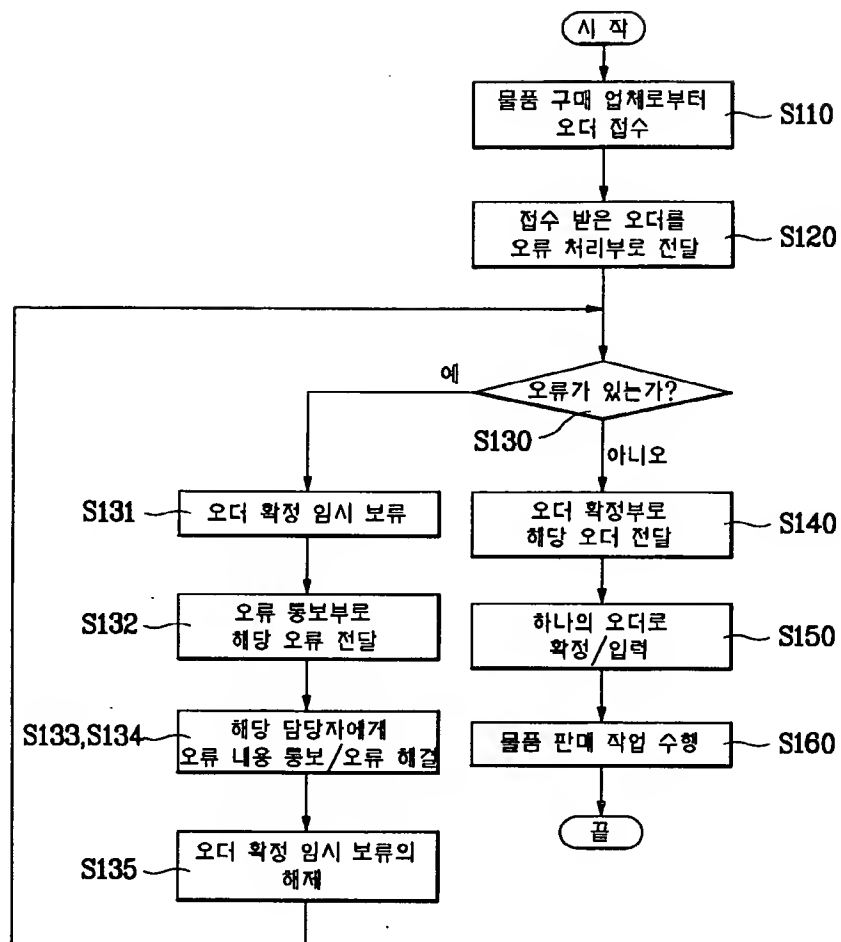 시 작
물품 구매 업체로부터
오더 접수
S110
접수 받은 오더를
오류 처리부로 전달
S120
예
오류가 있는가?
S130
아니오
S131
오더 확정 임시 보류
오더 확정부로
해당 오더 전달
S140
S132
오류 통보부로
해당 오류 전달
하나의 오더로
확정/입력
S150
S133,S134
해당 담당자에게
오류 내용 통보/오류 해결
물품 판매 작업 수행
S160
끝
S135
오더 확정 임시 보류의
해제